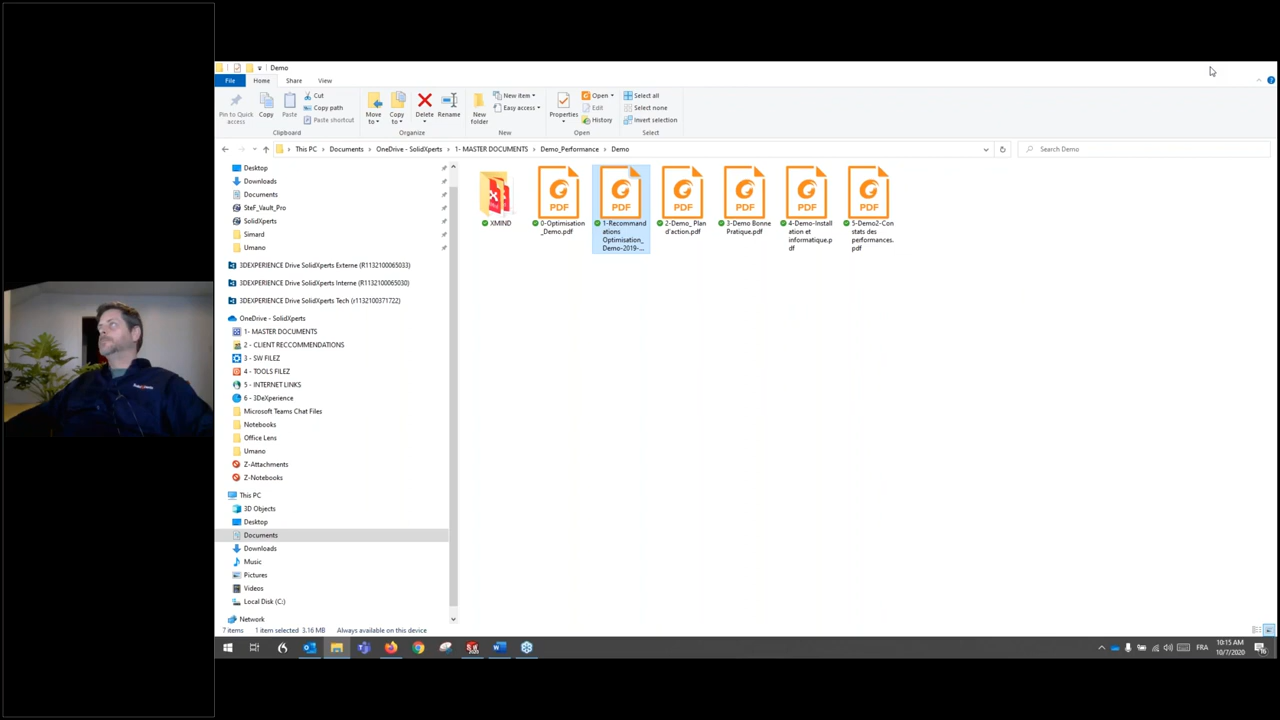 Demo
File Home Share View
Pin to Quick access
Copy
Paste
Cut
Copy path
Paste shortcut
Clipboard
Move to
Copy to
Delete
Rename
Organize
New folder
New item
Easy access
New
Properties
Open
Edit
History
Open
Select all
Select none
Invert selection
Select
This PC > Documents > OneDrive - SolidXperts > 1- MASTER DOCUMENTS > Demo_Performance > Demo
Search Demo
Desktop
Downloads
Documents
SteF_Vault_Pro
SolidXperts
Simard
Umano
3DEXPERIENCE Drive SolidXperts Externe (R1132100065033)
3DEXPERIENCE Drive SolidXperts Interne (R1132100065030)
3DEXPERIENCE Drive SolidXperts Tech (r1132100371722)
OneDrive - SolidXperts
1- MASTER DOCUMENTS
2 - CLIENT RECCOMMENDATIONS
3 - SW FILEZ
4 - TOOLS FILEZ
5 - INTERNET LINKS
6 - 3DeXperience
Microsoft Teams Chat Files
Notebooks
Office Lens
Umano
Z-Attachments
Z-Notebooks
This PC
3D Objects
Desktop
Documents
Downloads
Music
Pictures
Videos
Local Disk (C:)
Network
XMIND
PDF
0-Optimisation
_Demo.pdf
PDF
1-Recommand
ations
Optimisation_
Demo-2019-...
PDF
2-Demo_ Plan
d'action.pdf
PDF
3-Demo Bonne
Pratique.pdf
PDF
4-Demo-Install
ation et
informatique.p
df
PDF
5-Demo2-Con
stats des
performances.
pdf
7 items 1 item selected 3.16 MB Always available on this device
FRA
10:15 AM
10/7/2020